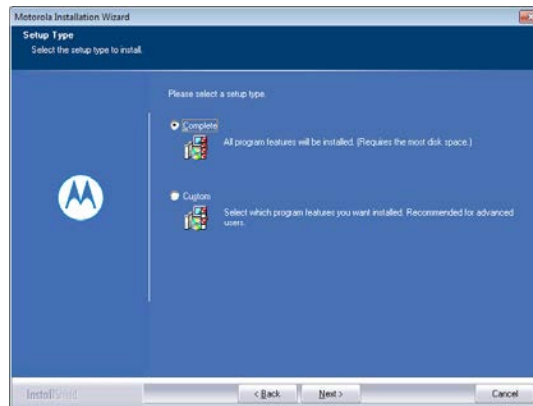 Motorola Installation Wizard
Setup Type
Select the setup type to install.
Please select a setup type.
Complete
All program features will be installed. (Requires the most disk space.)
Custom
Select which program features you want installed. Recommended for advanced
users.
InstallShield
< Back
Next >
Cancel